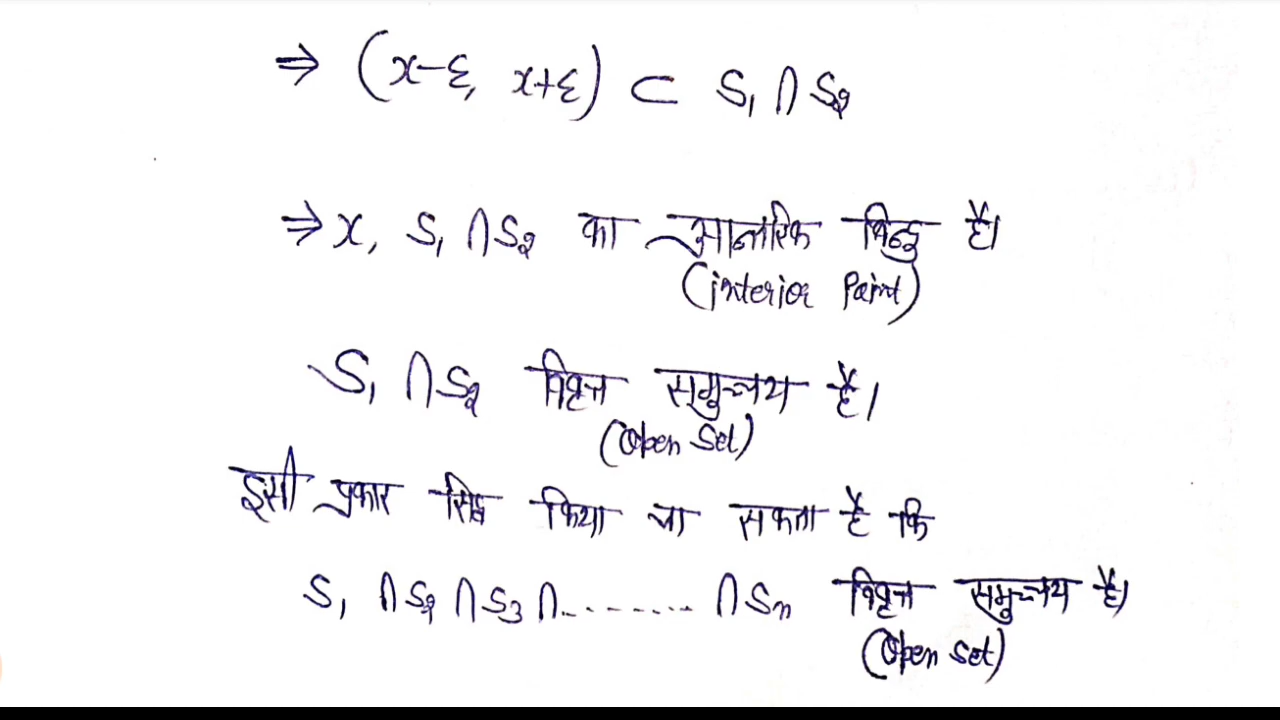 ⇒ (x-ε, x+ε) ⊂ S₁ ∩ S₂
⇒ x, S₁ ∩ S₂ का आन्तरिक बिन्दु है।
(interior Point)
S₁ ∩ S₂ विवृत्त समुच्चय है।
(Open Set)
इसी प्रकार सिद्ध किया जा सकता है कि
S₁ ∩ S₂ ∩ S₃ ∩ ......... ∩ Sₙ विवृत्त समुच्चय है।
(Open Set)